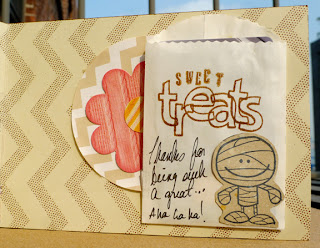 SWEET
treats
Thanks for
being such
a great...
Aha ha ha!